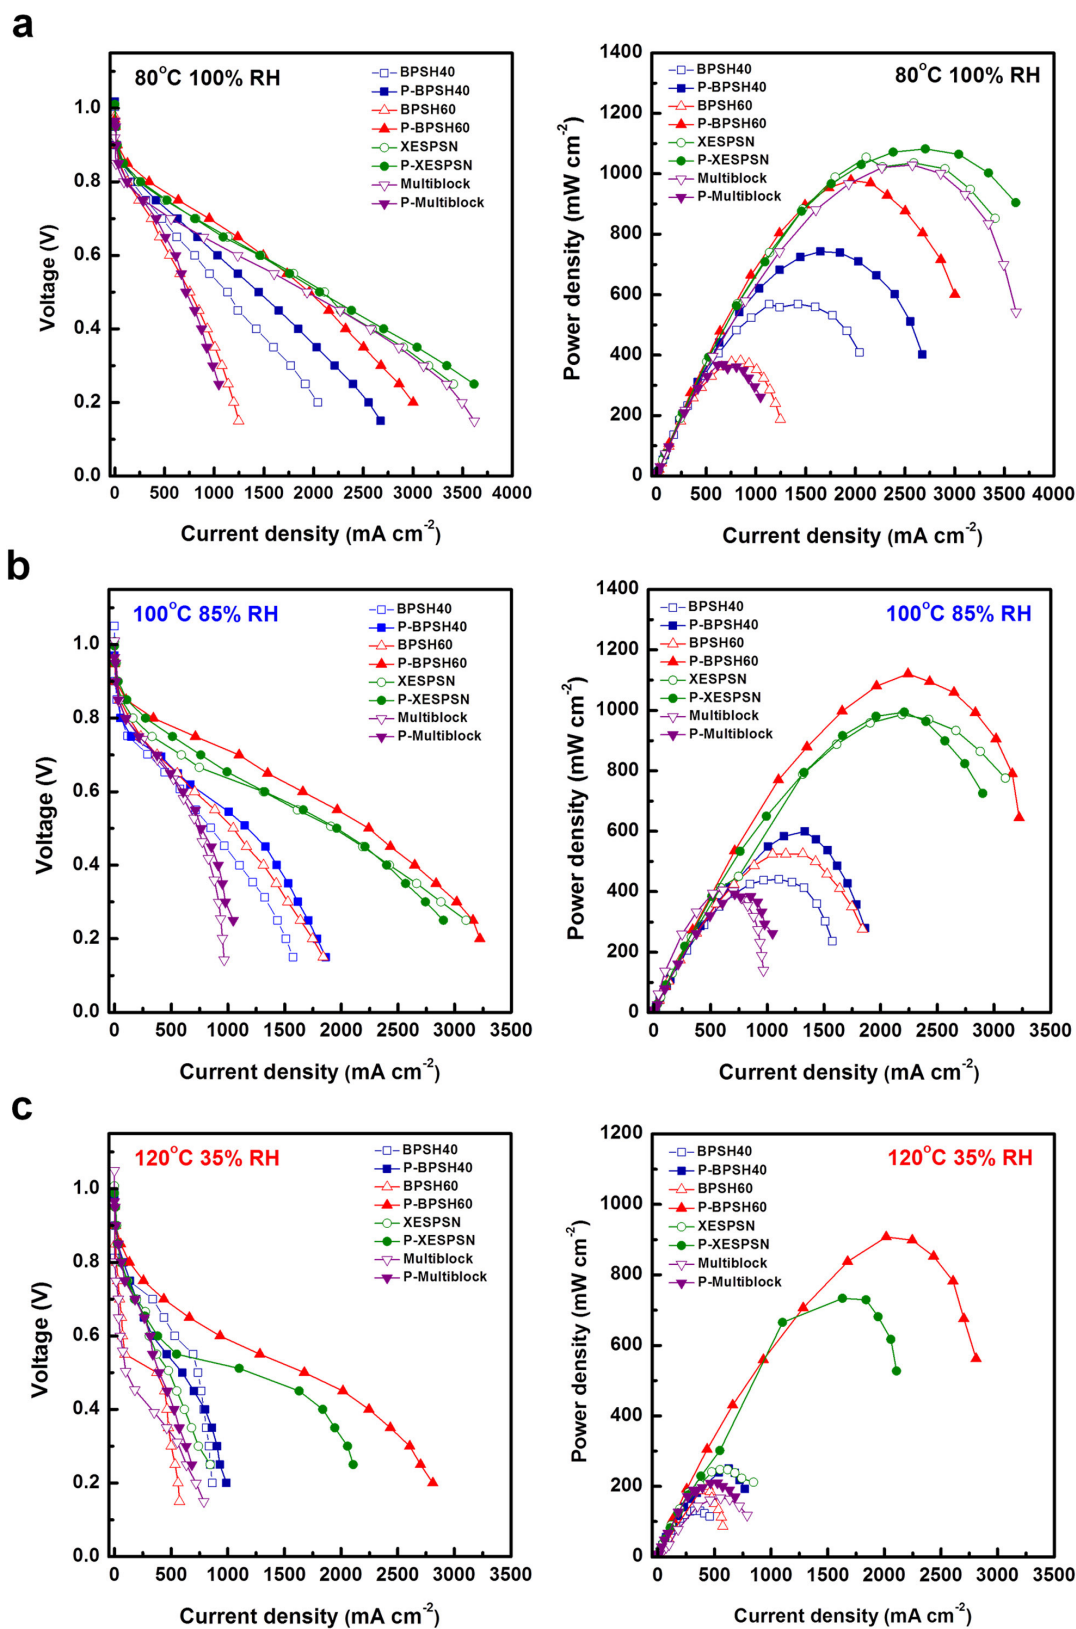 a
80°C 100% RH
BPSH40
P-BPSH40
BPSH60
P-BPSH60
XESPSN
P-XESPSN
Multiblock
P-Multiblock
1.0
0.8
0.6
0.4
0.2
0.0
Voltage (V)
0 500 1000 1500 2000 2500 3000 3500 4000
Current density (mA cm-2)
80°C 100% RH
BPSH40
P-BPSH40
BPSH60
P-BPSH60
XESPSN
P-XESPSN
Multiblock
P-Multiblock
1400
1200
1000
800
600
400
200
0
Power density (mW cm-2)
0 500 1000 1500 2000 2500 3000 3500 4000
Current density (mA cm-2)
b
100°C 85% RH
BPSH40
P-BPSH40
BPSH60
P-BPSH60
XESPSN
P-XESPSN
Multiblock
P-Multiblock
1.0
0.8
0.6
0.4
0.2
0.0
Voltage (V)
0 500 1000 1500 2000 2500 3000 3500
Current density (mA cm-2)
100°C 85% RH
BPSH40
P-BPSH40
BPSH60
P-BPSH60
XESPSN
P-XESPSN
Multiblock
P-Multiblock
1400
1200
1000
800
600
400
200
0
Power density (mW cm-2)
0 500 1000 1500 2000 2500 3000 3500
Current density (mA cm-2)
c
120°C 35% RH
BPSH40
P-BPSH40
BPSH60
P-BPSH60
XESPSN
P-XESPSN
Multiblock
P-Multiblock
1.0
0.8
0.6
0.4
0.2
0.0
Voltage (V)
0 500 1000 1500 2000 2500 3000 3500
Current density (mA cm-2)
120°C 35% RH
BPSH40
P-BPSH40
BPSH60
P-BPSH60
XESPSN
P-XESPSN
Multiblock
P-Multiblock
1200
1000
800
600
400
200
0
Power density (mW cm-2)
0 500 1000 1500 2000 2500 3000 3500
Current density (mA cm-2)